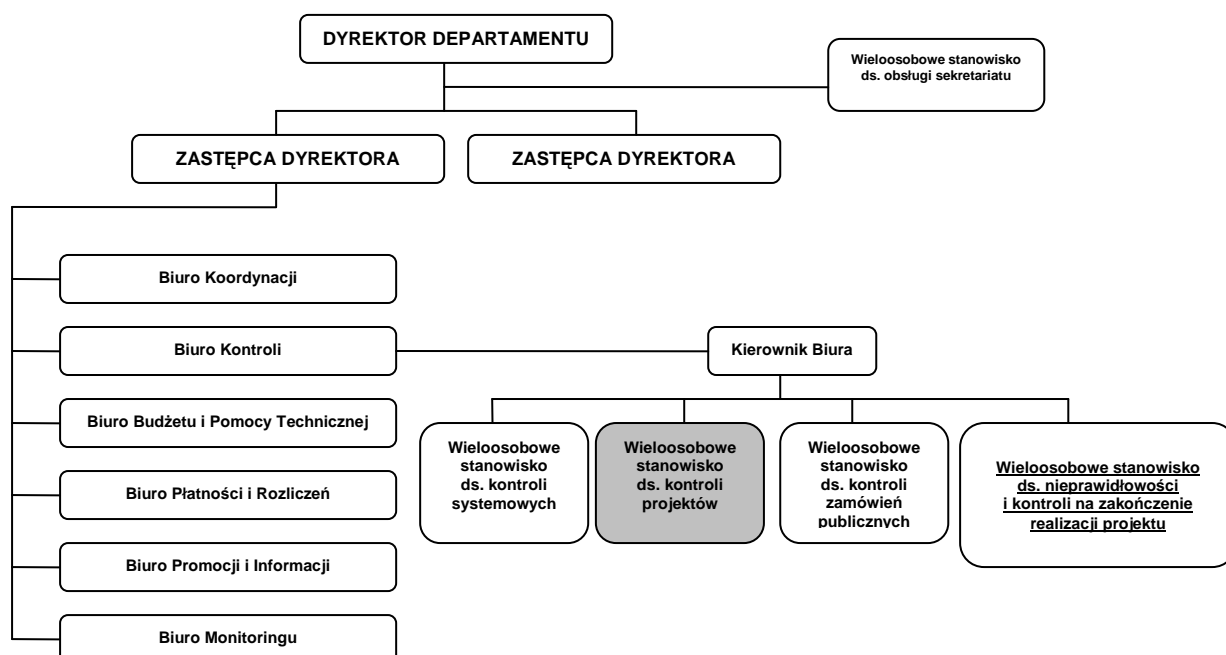 DYREKTOR DEPARTAMENTU
Wieloosobowe stanowisko
ds. obsługi sekretariatu
ZASTĘPCA DYREKTORA
ZASTĘPCA DYREKTORA
Biuro Koordynacji
Biuro Kontroli
Kierownik Biura
Biuro Budżetu i Pomocy Technicznej
Wieloosobowe
stanowisko
ds. kontroli
systemowych
Wieloosobowe
stanowisko
ds. kontroli
projektów
Wieloosobowe
stanowisko
ds. kontroli
zamówień
publicznych
Wieloosobowe stanowisko
ds. nieprawidłowości
i kontroli na zakończenie
realizacji projektu
Biuro Płatności i Rozliczeń
Biuro Promocji i Informacji
Biuro Monitoringu